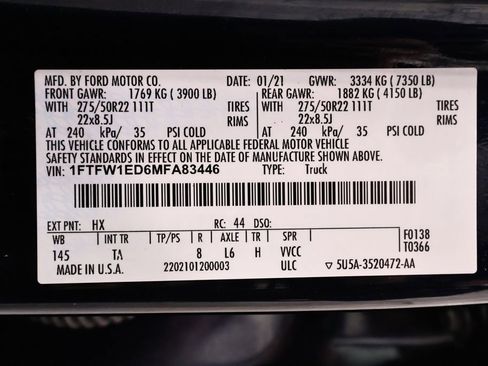 MFD. BY FORD MOTOR CO. DATE: 01/21 GVWR: 3334 KG ( 7350 LB)
FRONT GAWR: 1769 KG ( 3900 LB) REAR GAWR: 1882 KG ( 4150 LB)
WITH 275/50R22 111T TIRES WITH 275/50R22 111T TIRES
22x8.5J RIMS 22x8.5J RIMS
AT 240 kPa/ 35 PSI COLD AT 240 kPa/ 35 PSI COLD
THIS VEHICLE CONFORMS TO ALL APPLICABLE FEDERAL MOTOR VEHICLE
SAFETY STANDARDS IN EFFECT ON THE DATE OF MANUFACTURE SHOWN ABOVE.
VIN: 1FTFW1ED6MFA83446 TYPE: Truck
EXT PNT: HX RC: 44 DSO: F0138
WB INT TR TP/PS R AXLE TR SPR T0366
145 TA 8 L6 H VVCC
MADE IN U.S.A. 2202101200003 ULC ▽ 5U5A-3520472-AA